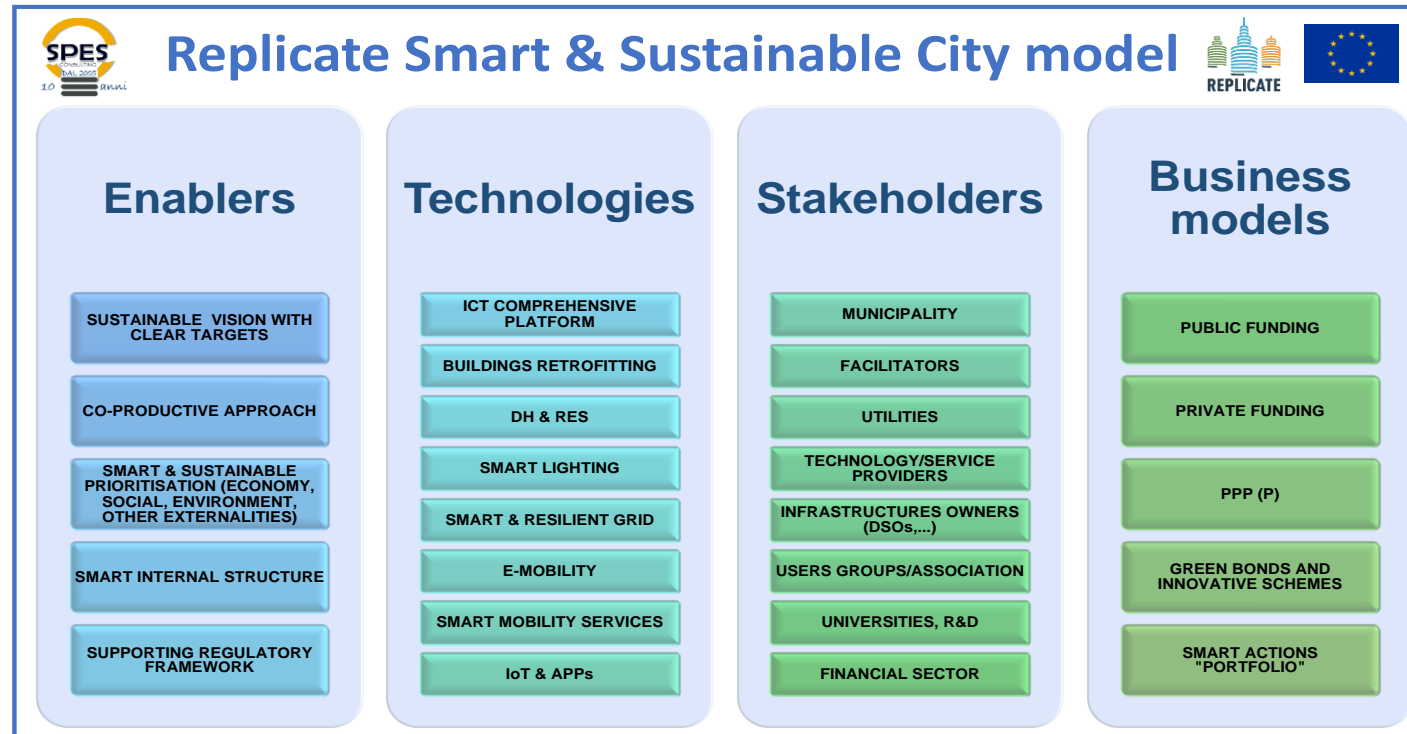 SPES
CONSULTING
DAL 2005
10 anni
Replicate Smart & Sustainable City model
REPLICATE
Enablers
SUSTAINABLE VISION WITH
CLEAR TARGETS
CO-PRODUCTIVE APPROACH
SMART & SUSTAINABLE
PRIORITISATION (ECONOMY,
SOCIAL, ENVIRONMENT,
OTHER EXTERNALITIES)
SMART INTERNAL STRUCTURE
SUPPORTING REGULATORY
FRAMEWORK
Technologies
ICT COMPREHENSIVE
PLATFORM
BUILDINGS RETROFITTING
DH & RES
SMART LIGHTING
SMART & RESILIENT GRID
E-MOBILITY
SMART MOBILITY SERVICES
IoT & APPs
Stakeholders
MUNICIPALITY
FACILITATORS
UTILITIES
TECHNOLOGY/SERVICE
PROVIDERS
INFRASTRUCTURES OWNERS
(DSOs,...)
USERS GROUPS/ASSOCIATION
UNIVERSITIES, R&D
FINANCIAL SECTOR
Business
models
PUBLIC FUNDING
PRIVATE FUNDING
PPP (P)
GREEN BONDS AND
INNOVATIVE SCHEMES
SMART ACTIONS
"PORTFOLIO"